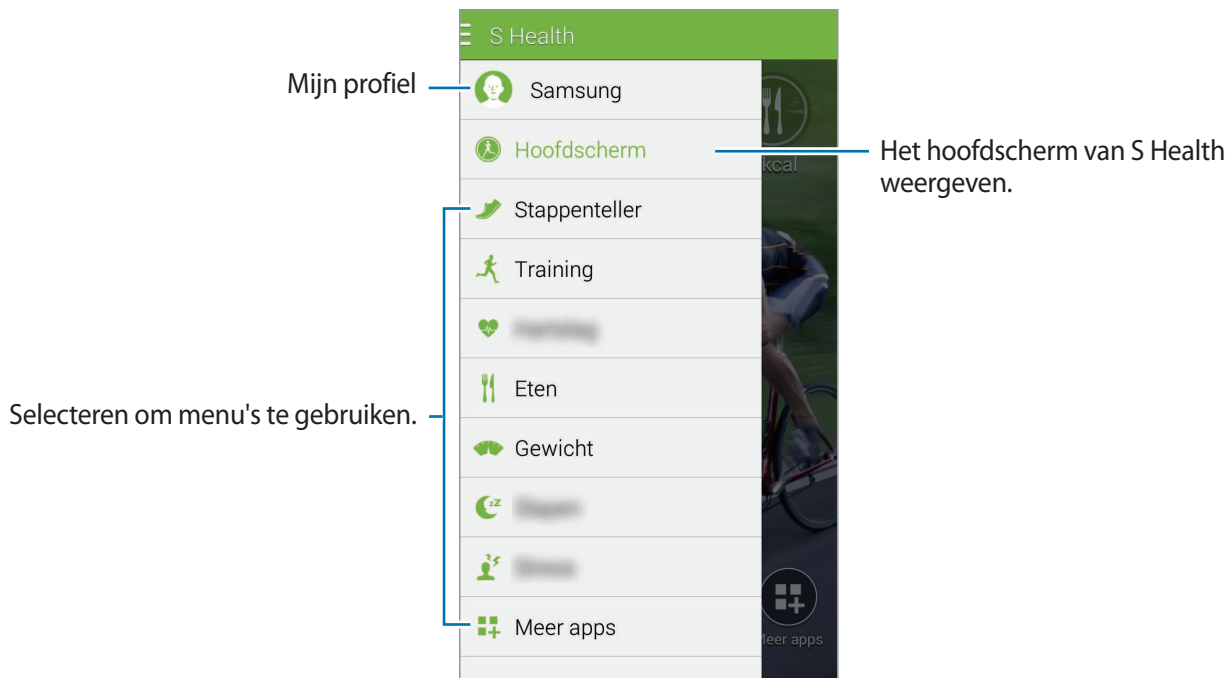 S Health
Mijn profiel
Samsung
Hoofdscherm
kcal
Het hoofdscherm van S Health
weergeven.
Stappenteller
Training
Eten
Selecteren om menu's te gebruiken.
Gewicht
Meer apps
Meer apps